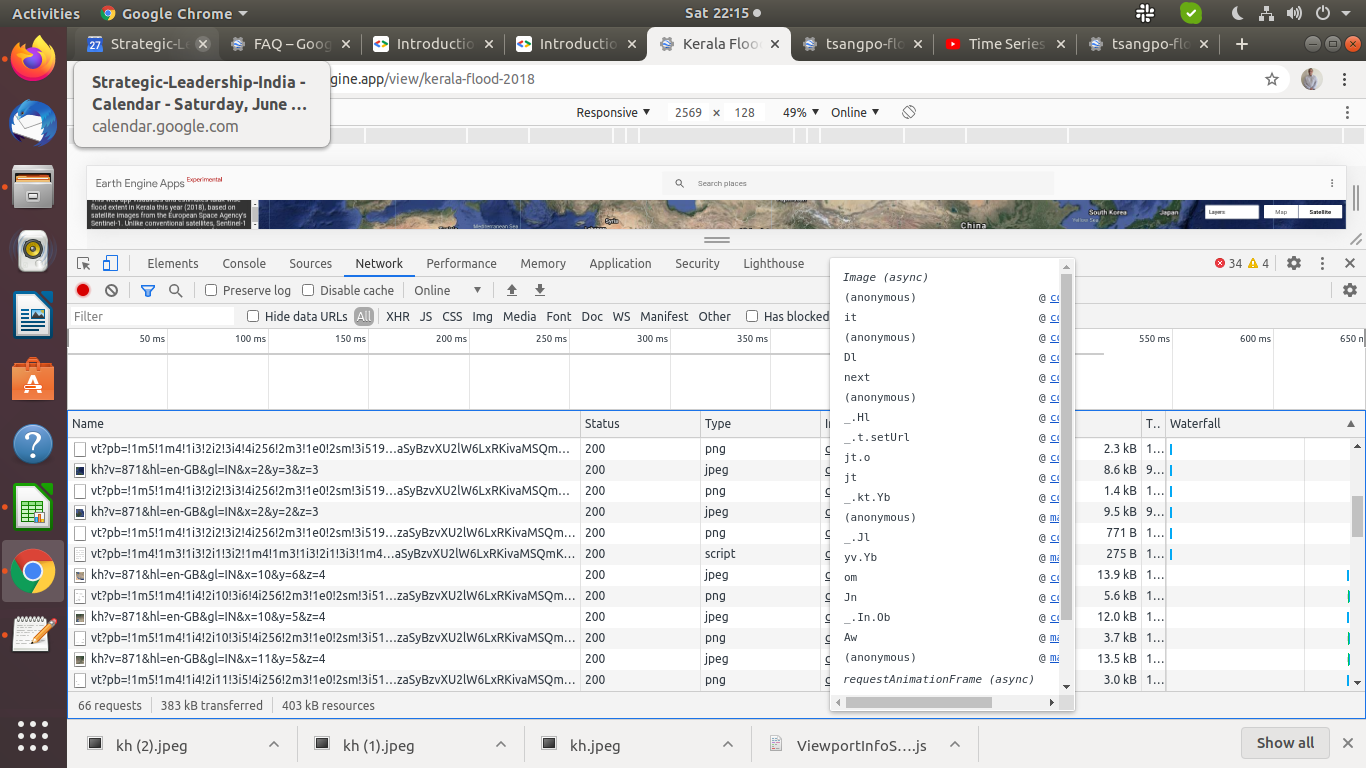 Activities
Google Chrome
Sat 22:15
27
Strategic-Le
FAQ – Goog
Introductio
Introductio
Kerala Floo
tsangpo-flo
Time Series
tsangpo-flo
Strategic-Leadership-India -
Calendar - Saturday, June ...
calendar.google.com
gine.app/view/kerala-flood-2018
Responsive
2569 × 128
49%
Online
Earth Engine Apps Experimental
Search places
flood extent in Kerala this year (2018), based on
satellite images from the European Space Agency's
Sentinel-1. Unlike conventional satellites, Sentinel-1
Syria
China
South Korea
Japan
Layers
Map
Satellite
Elements
Console
Sources
Network
Performance
Memory
Application
Security
Lighthouse
34
4
Preserve log
Disable cache
Online
Filter
Hide data URLs
All
XHR JS CSS Img Media Font Doc WS Manifest Other
Has blocked
50 ms
100 ms
150 ms
200 ms
250 ms
300 ms
350 ms
550 ms
600 ms
650 m
Name
Status
Type
In
T..
Waterfall
vt?pb=!1m5!1m4!1i3!2i2!3i4!4i256!2m3!1e0!2sm!3i519...aSyBzvXU2lW6LxRKivaMSQm... 200 png 2.3 kB 1...
kh?v=871&hl=en-GB&gl=IN&x=2&y=3&z=3 200 jpeg 8.6 kB 9...
vt?pb=!1m5!1m4!1i3!2i2!3i3!4i256!2m3!1e0!2sm!3i519...aSyBzvXU2lW6LxRKivaMSQm... 200 png 1.4 kB 1...
kh?v=871&hl=en-GB&gl=IN&x=2&y=2&z=3 200 jpeg 9.5 kB 9...
vt?pb=!1m5!1m4!1i3!2i2!3i2!4i256!2m3!1e0!2sm!3i519...zaSyBzvXU2lW6LxRKivaMSQm... 200 png 771 B 1...
vt?pb=!1m4!1m3!1i3!2i1!3i2!1m4!1m3!1i3!2i1!3i3!1m4...aSyBzvXU2lW6LxRKivaMSQmK... 200 script 275 B 1...
kh?v=871&hl=en-GB&gl=IN&x=10&y=6&z=4 200 jpeg 13.9 kB 1...
vt?pb=!1m5!1m4!1i4!2i10!3i6!4i256!2m3!1e0!2sm!3i51...zaSyBzvXU2lW6LxRKivaMSQm... 200 png 5.6 kB 1...
kh?v=871&hl=en-GB&gl=IN&x=10&y=5&z=4 200 jpeg 12.0 kB 1...
vt?pb=!1m5!1m4!1i4!2i10!3i5!4i256!2m3!1e0!2sm!3i51...zaSyBzvXU2lW6LxRKivaMSQm... 200 png 3.7 kB 1...
kh?v=871&hl=en-GB&gl=IN&x=11&y=5&z=4 200 jpeg 13.5 kB 1...
vt?pb=!1m5!1m4!1i4!2i11!3i5!4i256!2m3!1e0!2sm!3i51...zaSyBzvXU2lW6LxRKivaMSQm... 200 png 3.0 kB 1...
Image (async)
(anonymous) @ co
it @ co
(anonymous) @ co
Dl @ co
next @ co
(anonymous) @ co
_.Hl @ co
_.t.setUrl @ co
jt.o @ co
jt @ co
_.kt.Yb @ co
(anonymous) @ ma
_.Jl @ co
yv.Yb @ ma
om @ co
Jn @ co
_.In.Ob @ co
Aw @ ma
(anonymous) @ ma
requestAnimationFrame (async)
66 requests
383 kB transferred
403 kB resources
kh (2).jpeg
kh (1).jpeg
kh.jpeg
ViewportInfoS....js
Show all